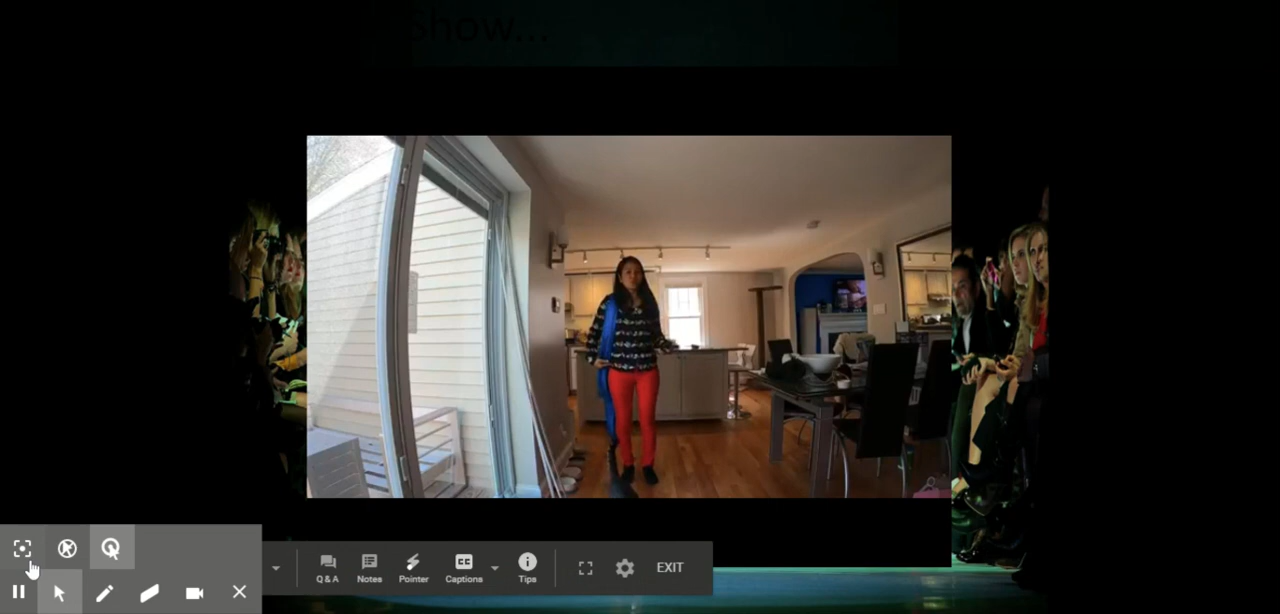 Show...
Q & A
Notes
Pointer
Captions
Tips
EXIT